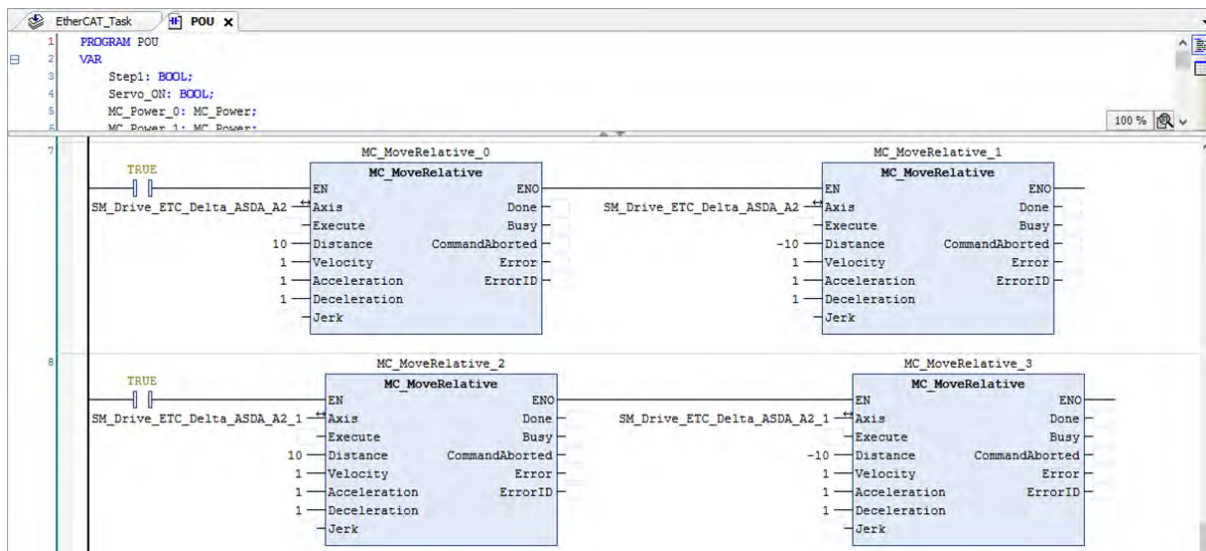 EtherCAT_Task POU X
1 PROGRAM POU
2 VAR
3 Step1: BOOL;
4 Servo_ON: BOOL;
5 MC_Power_0: MC_Power;
6 MC_Power_1: MC_Power;
100 %
7
MC_MoveRelative_0 MC_MoveRelative_1
TRUE MC_MoveRelative MC_MoveRelative
EN ENO EN ENO
SM_Drive_ETC_Delta_ASDA_A2 Axis Done SM_Drive_ETC_Delta_ASDA_A2 Axis Done
Execute Busy Execute Busy
10 Distance CommandAborted -10 Distance CommandAborted
1 Velocity Error 1 Velocity Error
1 Acceleration ErrorID 1 Acceleration ErrorID
1 Deceleration 1 Deceleration
Jerk Jerk
8
MC_MoveRelative_2 MC_MoveRelative_3
TRUE MC_MoveRelative MC_MoveRelative
EN ENO EN ENO
SM_Drive_ETC_Delta_ASDA_A2_1 Axis Done SM_Drive_ETC_Delta_ASDA_A2_1 Axis Done
Execute Busy Execute Busy
10 Distance CommandAborted -10 Distance CommandAborted
1 Velocity Error 1 Velocity Error
1 Acceleration ErrorID 1 Acceleration ErrorID
1 Deceleration 1 Deceleration
Jerk Jerk